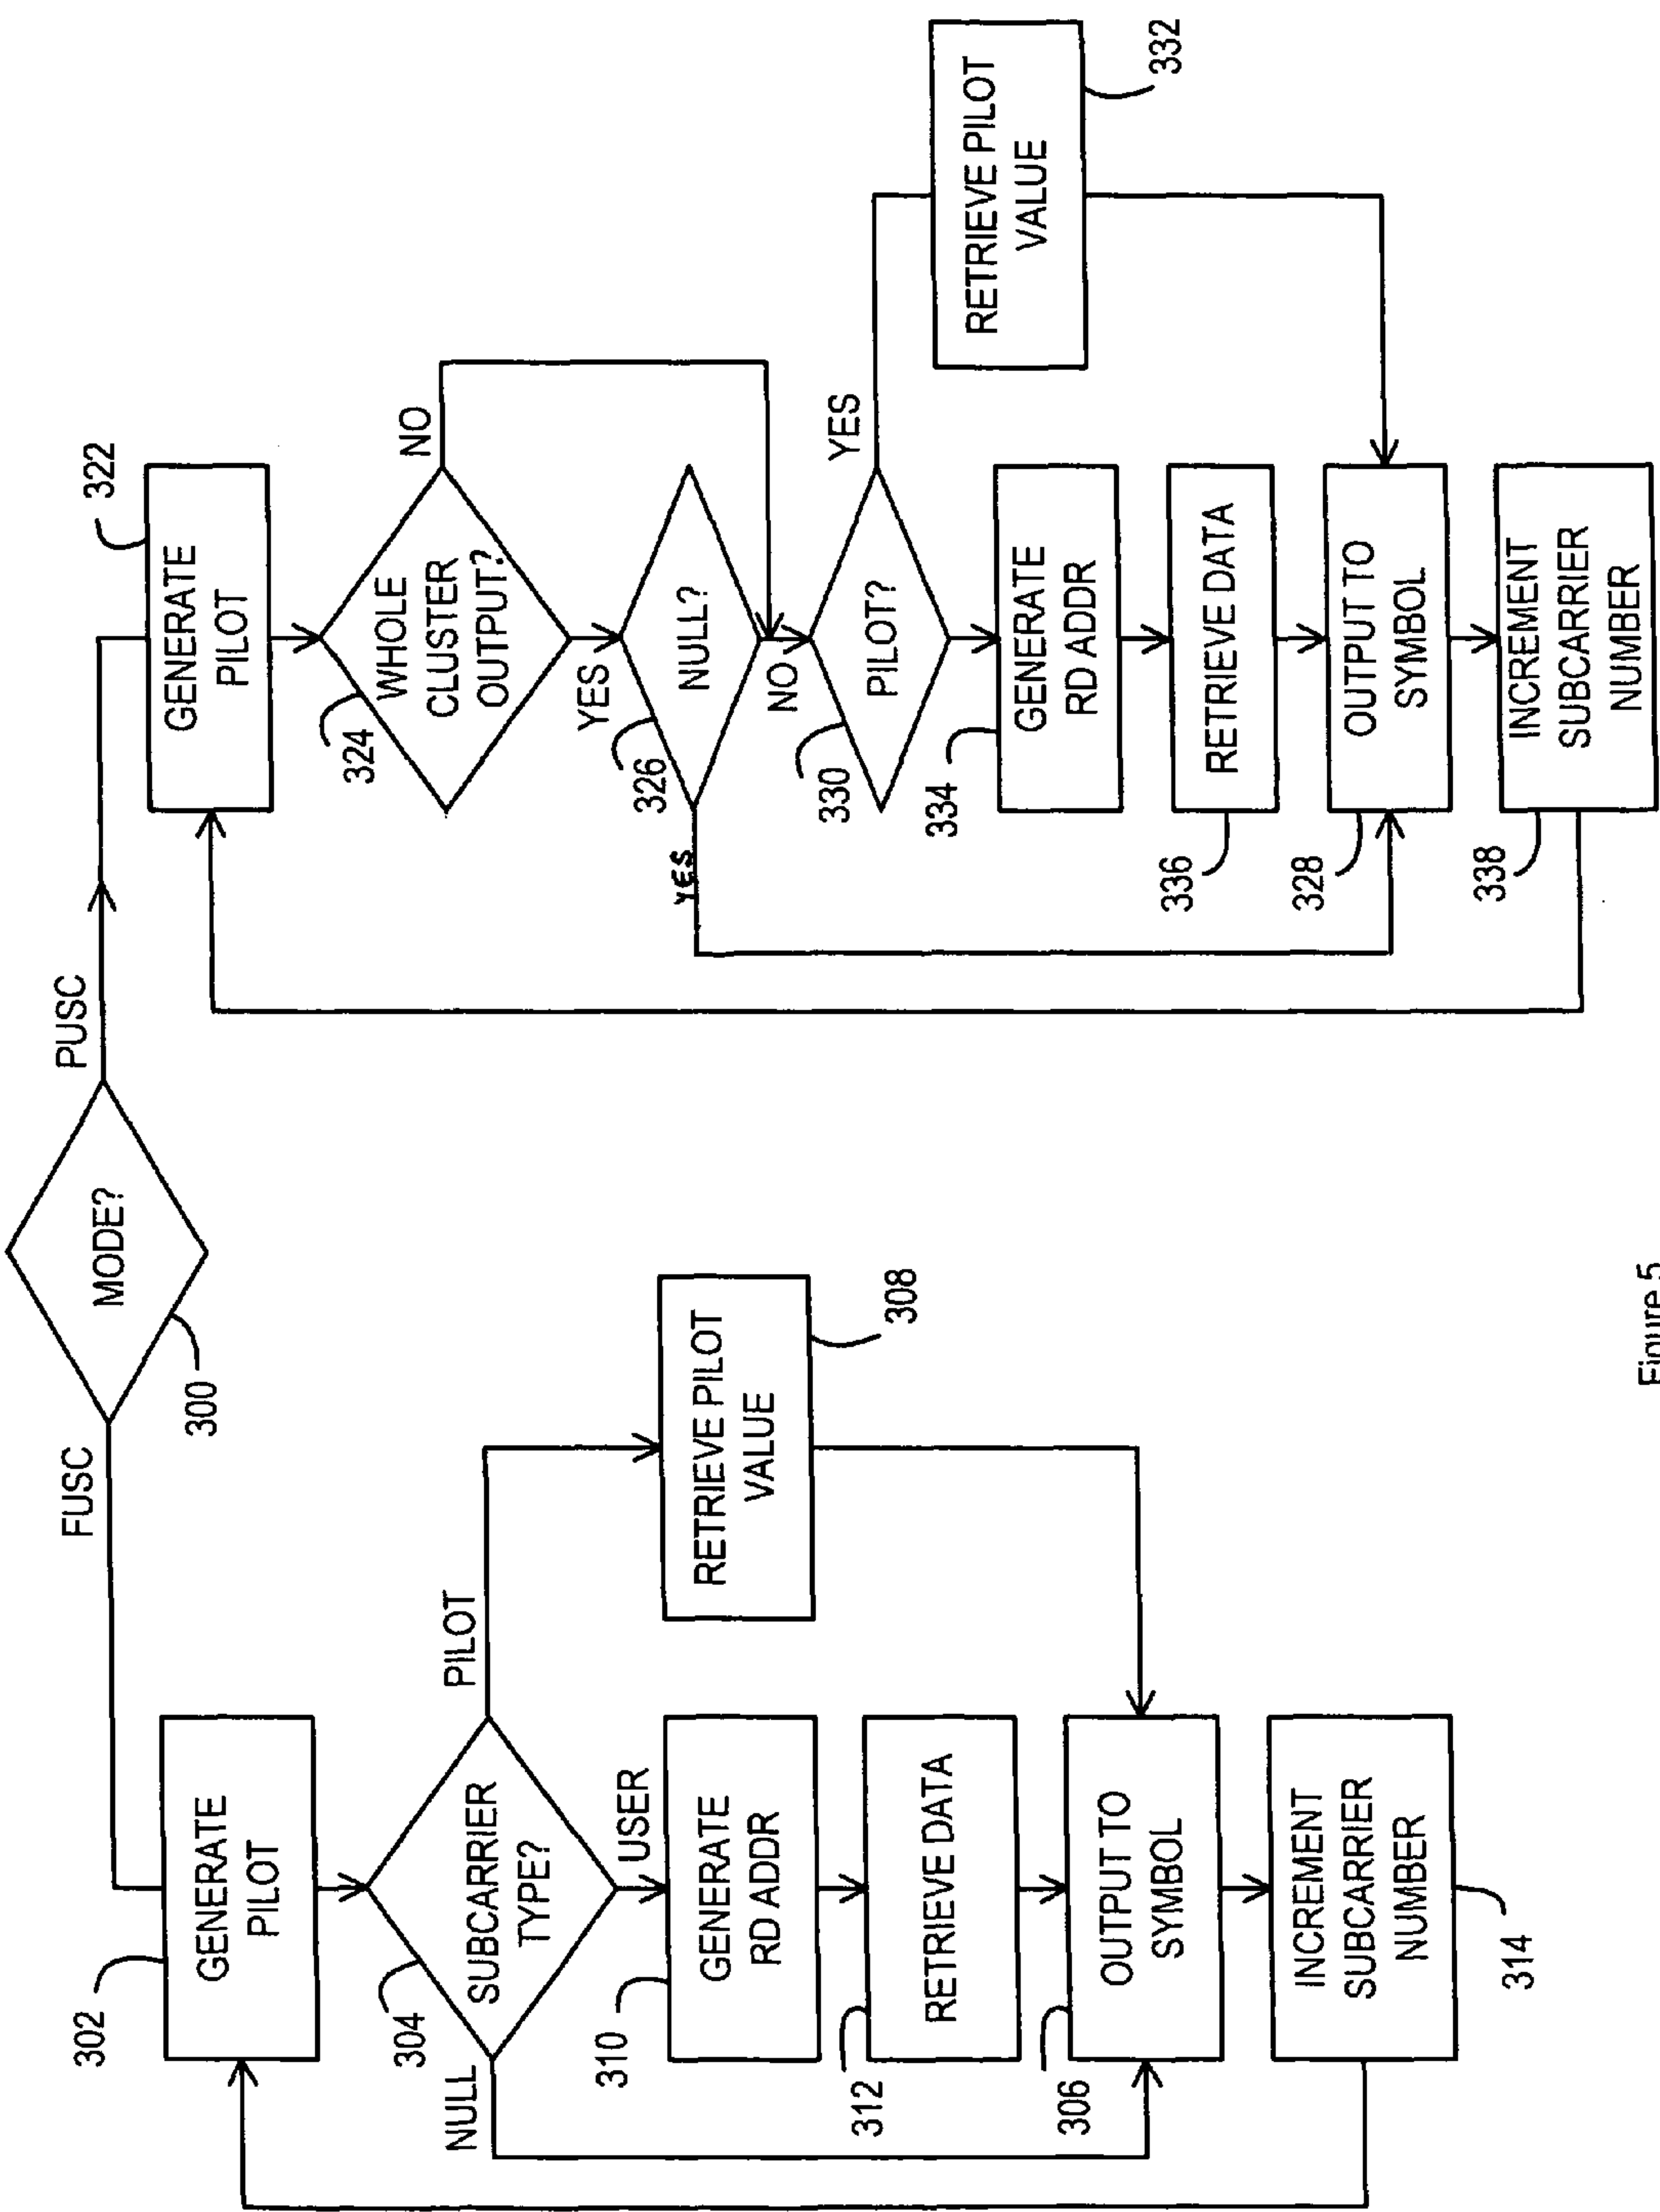 MODE?
300
FUSC
PUSC
302
GENERATE
PILOT
304
SUBCARRIER
TYPE?
NULL
USER
PILOT
308
RETRIEVE PILOT
VALUE
310
GENERATE
RD ADDR
312
RETRIEVE DATA
306
OUTPUT TO
SYMBOL
INCREMENT
SUBCARRIER
NUMBER
314
322
GENERATE
PILOT
324
WHOLE
CLUSTER
OUTPUT?
NO
YES
326
NULL?
YES
NO
330
PILOT?
YES
332
RETRIEVE PILOT
VALUE
334
GENERATE
RD ADDR
336
RETRIEVE DATA
328
OUTPUT TO
SYMBOL
338
INCREMENT
SUBCARRIER
NUMBER
Figure 5